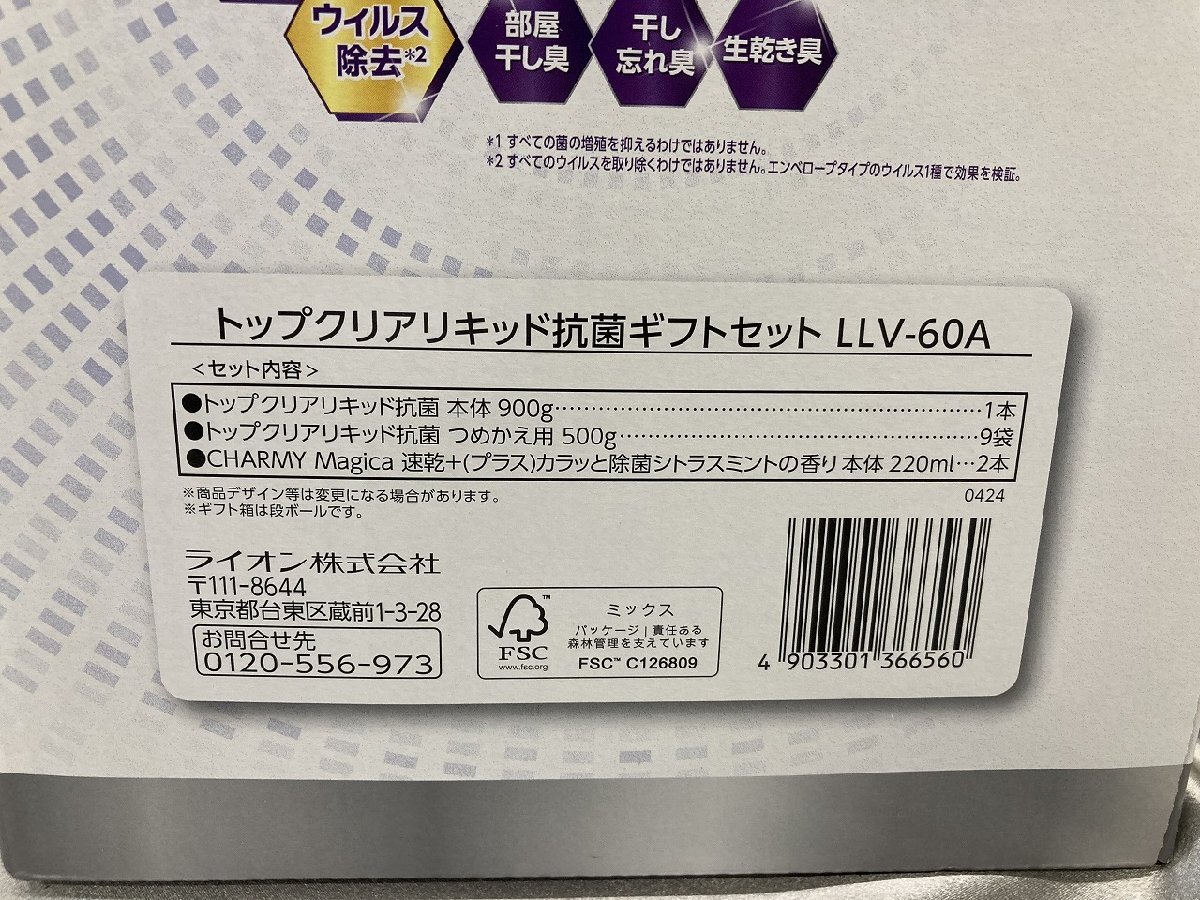 ウィルス
除去*2
部屋
干し臭
干し
忘れ臭
生乾き臭
*1 すべての菌の増殖を抑えるわけではありません。
*2 すべてのウイルスを取り除くわけではありません。エンベロープタイプのウイルス1種で効果を検証。
トップクリアリキッド抗菌ギフトセット LLV-60A
<セット内容>
●トップクリアリキッド抗菌 本体 900g……1本
●トップクリアリキッド抗菌 つめかえ用 500g……9袋
●CHARMY Magica 速乾+(プラス)カラッと除菌シトラスミントの香り 本体 220ml…2本
※商品デザイン等は変更になる場合があります。
※ギフト箱は段ボールです。
0424
ライオン株式会社
〒111-8644
東京都台東区蔵前1-3-28
お問合せ先
0120-556-973
FSC
www.fsc.org
ミックス
パッケージ|責任ある
森林管理を支えています
FSC™ C126809
4 903301 366560